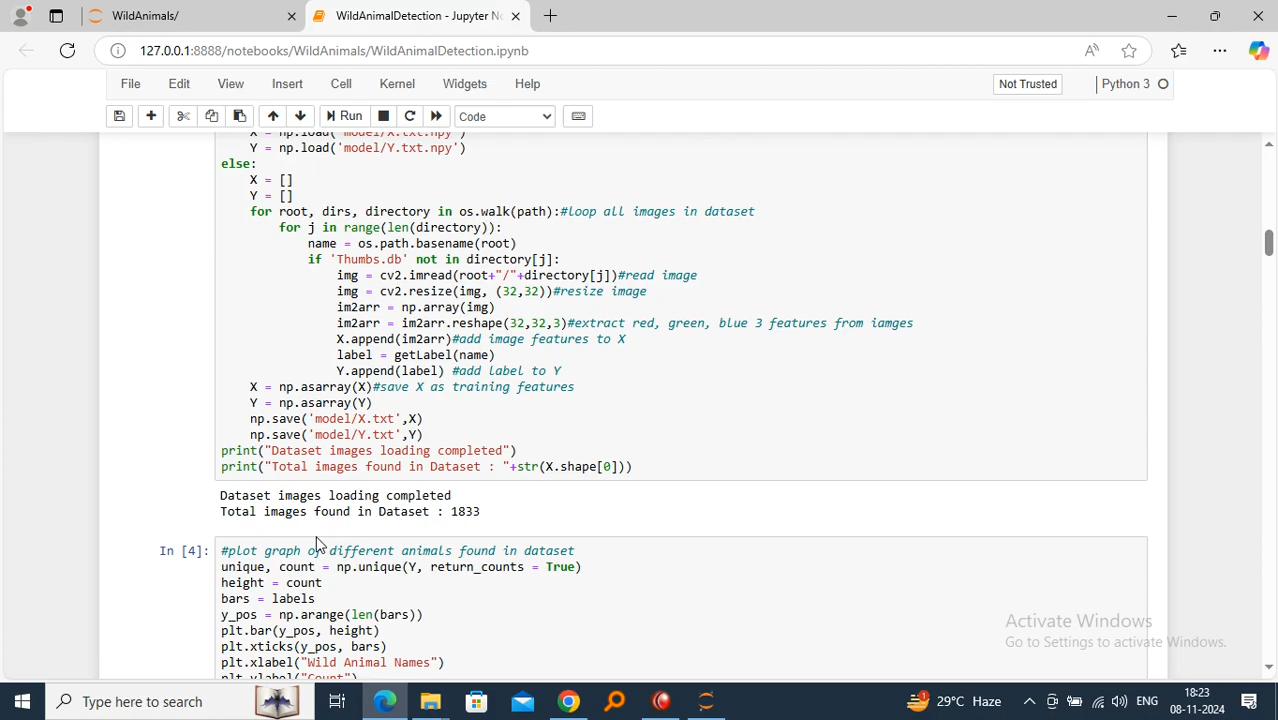 WildAnimals/
WildAnimalDetection - Jupyter No
127.0.0.1:8888/notebooks/WildAnimals/WildAnimalDetection.ipynb
File Edit View Insert Cell Kernel Widgets Help
Not Trusted
Python 3
Run
Code
X = np.load('model/X.txt.npy')
Y = np.load('model/Y.txt.npy')
else:
X = []
Y = []
for root, dirs, directory in os.walk(path):#loop all images in dataset
for j in range(len(directory)):
name = os.path.basename(root)
if 'Thumbs.db' not in directory[j]:
img = cv2.imread(root+"/"+directory[j])#read image
img = cv2.resize(img, (32,32))#resize image
im2arr = np.array(img)
im2arr = im2arr.reshape(32,32,3)#extract red, green, blue 3 features from iamges
X.append(im2arr)#add image features to X
label = getLabel(name)
Y.append(label) #add label to Y
X = np.asarray(X)#save X as training features
Y = np.asarray(Y)
np.save('model/X.txt',X)
np.save('model/Y.txt',Y)
print("Dataset images loading completed")
print("Total images found in Dataset : "+str(X.shape[0]))
Dataset images loading completed
Total images found in Dataset : 1833
In [4]:
#plot graph of different animals found in dataset
unique, count = np.unique(Y, return_counts = True)
height = count
bars = labels
y_pos = np.arange(len(bars))
plt.bar(y_pos, height)
plt.xticks(y_pos, bars)
plt.xlabel("Wild Animal Names")
plt.ylabel("Count")
Activate Windows
Go to Settings to activate Windows.
Type here to search
1
29°C Haze
ENG
18:23
08-11-2024